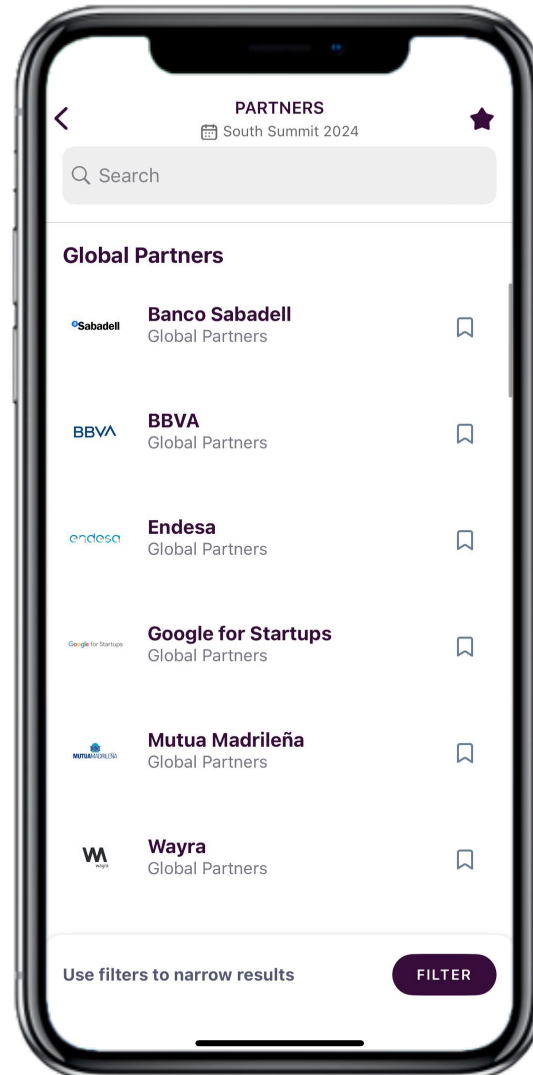 PARTNERS
South Summit 2024
Search
Global Partners
Sabadell
Banco Sabadell
Global Partners
BBVA
BBVA
Global Partners
endesa
Endesa
Global Partners
Google for Startups
Google for Startups
Global Partners
MUTUAMADRILEÑA
Mutua Madrileña
Global Partners
wayra
Wayra
Global Partners
Use filters to narrow results
FILTER